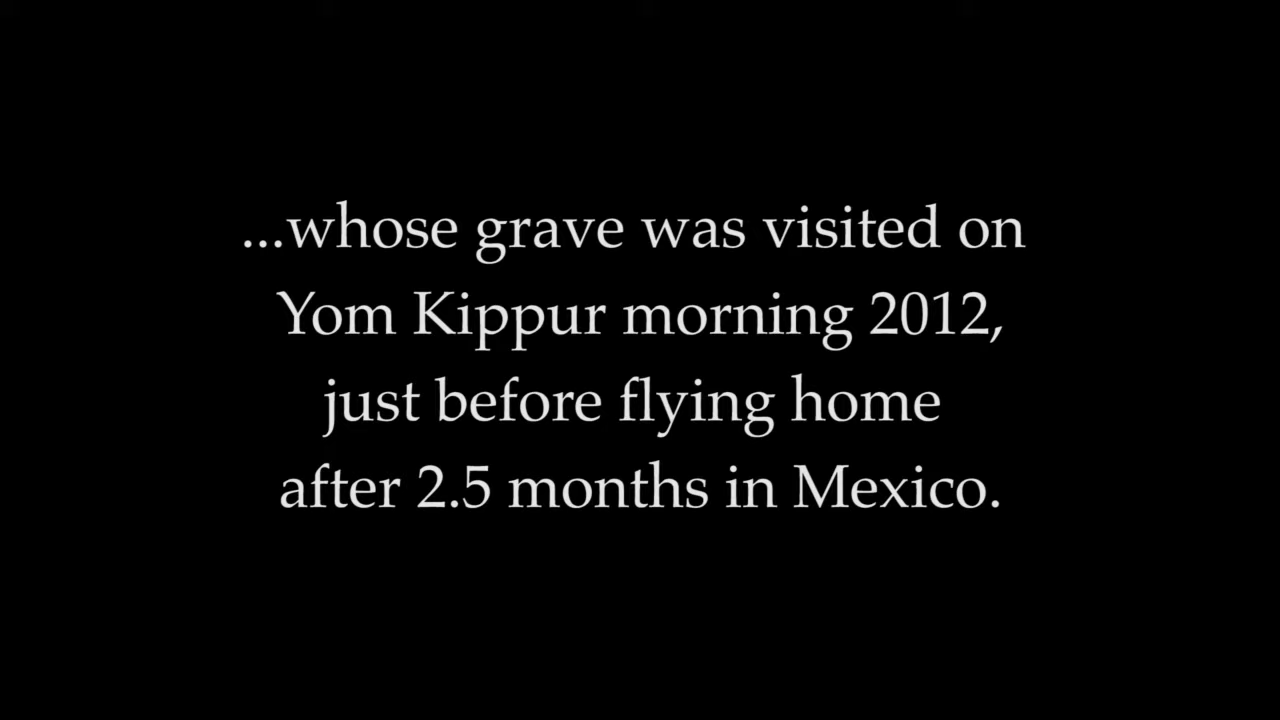 ...whose grave was visited on
Yom Kippur morning 2012,
just before flying home
after 2.5 months in Mexico.